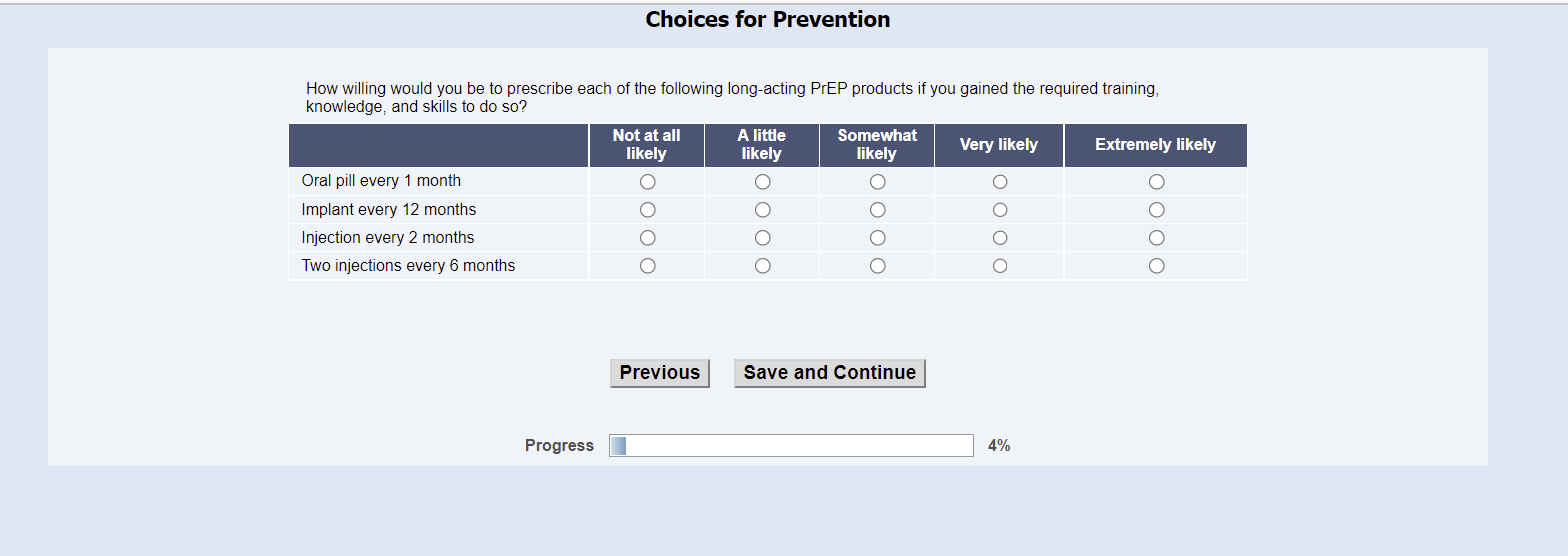 Choices for Prevention
How willing would you be to prescribe each of the following long-acting PrEP products if you gained the required training,
knowledge, and skills to do so?
Not at all likely A little likely Somewhat likely Very likely Extremely likely
Oral pill every 1 month
Implant every 12 months
Injection every 2 months
Two injections every 6 months
Previous Save and Continue
Progress 4%